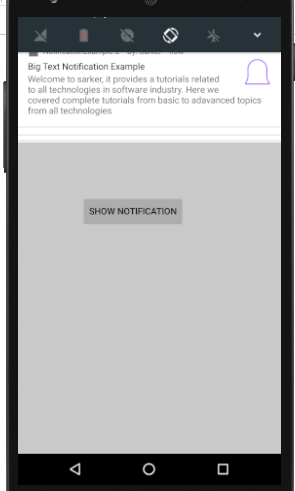 Big Text Notification Example
Welcome to sarker, it provides a tutorials related
to all technologies in software industry. Here we
covered complete tutorials from basic to adavanced topics
from all technologies
SHOW NOTIFICATION